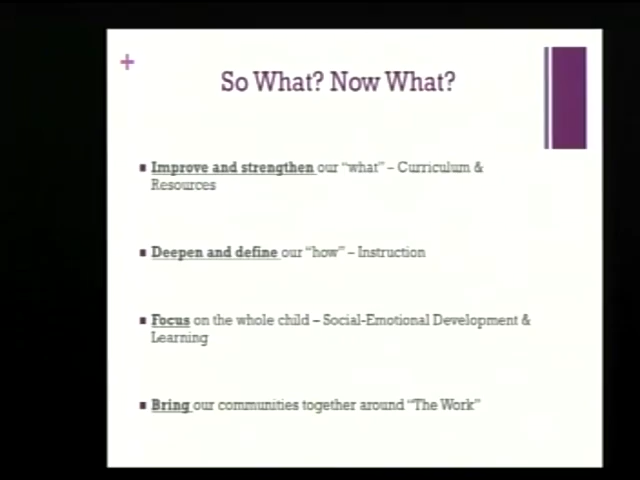 +
So What? Now What?
▪ Improve and strengthen our “what” – Curriculum &
Resources
▪ Deepen and define our “how” – Instruction
▪ Focus on the whole child – Social-Emotional Development &
Learning
▪ Bring our communities together around “The Work”